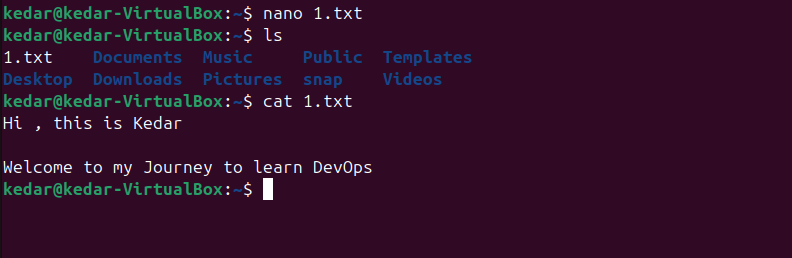 kedar@kedar-VirtualBox:~$ nano 1.txt
kedar@kedar-VirtualBox:~$ ls
1.txt    Documents  Music     Public  Templates
Desktop  Downloads  Pictures  snap    Videos
kedar@kedar-VirtualBox:~$ cat 1.txt
Hi , this is Kedar
Welcome to my Journey to learn DevOps
kedar@kedar-VirtualBox:~$